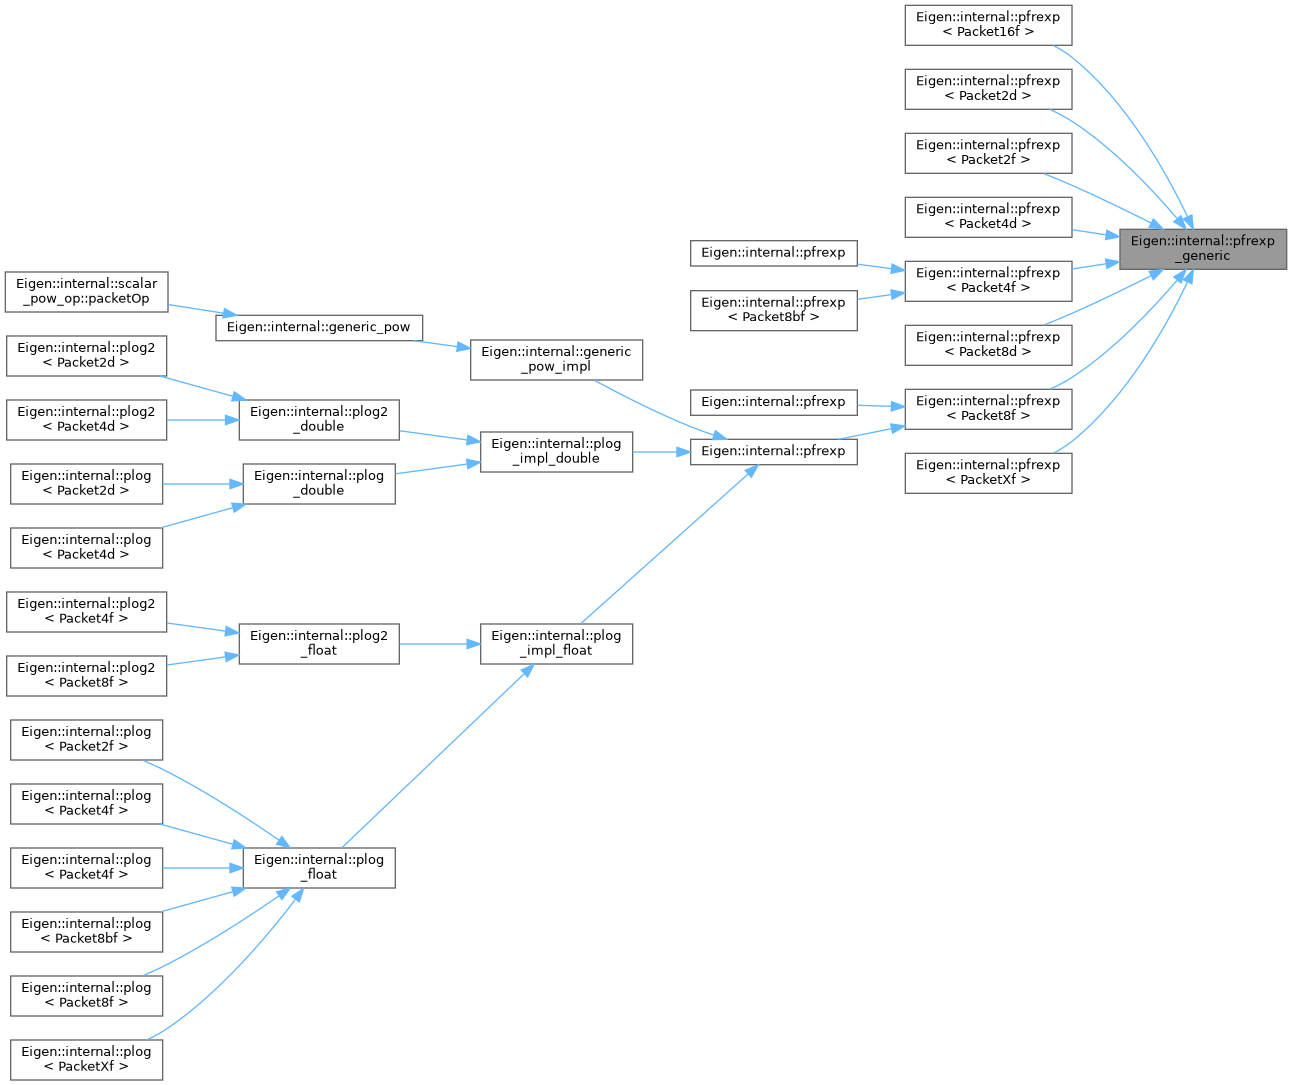 Eigen::internal::pfrexp
< Packet16f >
Eigen::internal::pfrexp
< Packet2d >
Eigen::internal::pfrexp
< Packet2f >
Eigen::internal::pfrexp
< Packet4d >
Eigen::internal::pfrexp
_generic
Eigen::internal::pfrexp
Eigen::internal::pfrexp
< Packet4f >
Eigen::internal::scalar
_pow_op::packetOp
Eigen::internal::pfrexp
< Packet8bf >
Eigen::internal::generic_pow
Eigen::internal::pfrexp
< Packet8d >
Eigen::internal::plog2
< Packet2d >
Eigen::internal::generic
_pow_impl
Eigen::internal::pfrexp
Eigen::internal::pfrexp
< Packet8f >
Eigen::internal::plog2
< Packet4d >
Eigen::internal::plog2
_double
Eigen::internal::plog
_impl_double
Eigen::internal::pfrexp
Eigen::internal::pfrexp
< PacketXf >
Eigen::internal::plog
< Packet2d >
Eigen::internal::plog
_double
Eigen::internal::plog
< Packet4d >
Eigen::internal::plog2
< Packet4f >
Eigen::internal::plog2
_float
Eigen::internal::plog
_impl_float
Eigen::internal::plog2
< Packet8f >
Eigen::internal::plog
< Packet2f >
Eigen::internal::plog
< Packet4f >
Eigen::internal::plog
< Packet4f >
Eigen::internal::plog
_float
Eigen::internal::plog
< Packet8bf >
Eigen::internal::plog
< Packet8f >
Eigen::internal::plog
< PacketXf >